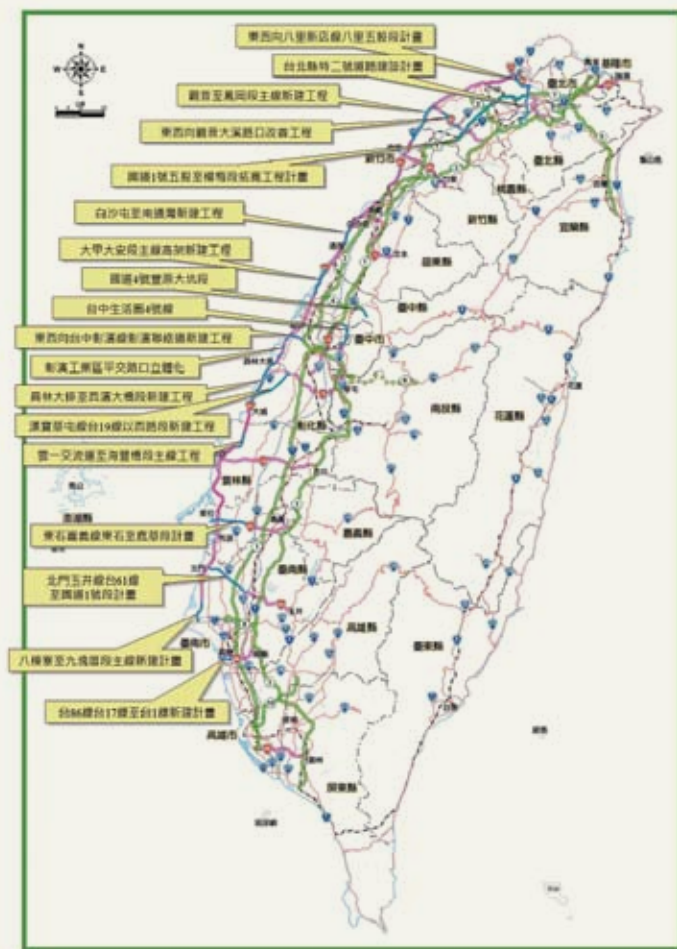 東西向八里新店線八里五股段計畫
台北縣特二號道路建設計畫
觀音至鳳岡段主線新建工程
東西向觀音大溪路口改善工程
國道1號五股至楊梅段拓寬工程計畫
白沙屯至南通灣新建工程
大甲大安段主線高架新建工程
國道4號豐原大坑段
台中生活圈4號線
東西向台中彰濱線彰濱聯絡道新建工程
彰濱工業區平交路口立體化
員林大排至西濱大橋段新建工程
漢寶草屯線台19線以西路段新建工程
雲一交流道至海豐橋段主線工程
東石嘉義線東石至鹿草段計畫
北門玉井線台61線
至國道1號段計畫
八棟寮至九塊厝段主線新建計畫
台86線台17線至台1線新建計畫
N
W
E
S
基隆市
臺北市
臺北縣
桃園縣
新竹市
新竹縣
宜蘭縣
苗栗縣
臺中縣
臺中市
彰化縣
南投縣
花蓮縣
花蓮
雲林縣
澎湖縣
嘉義縣
臺南縣
臺南市
高雄縣
高雄市
臺東縣
屏東縣